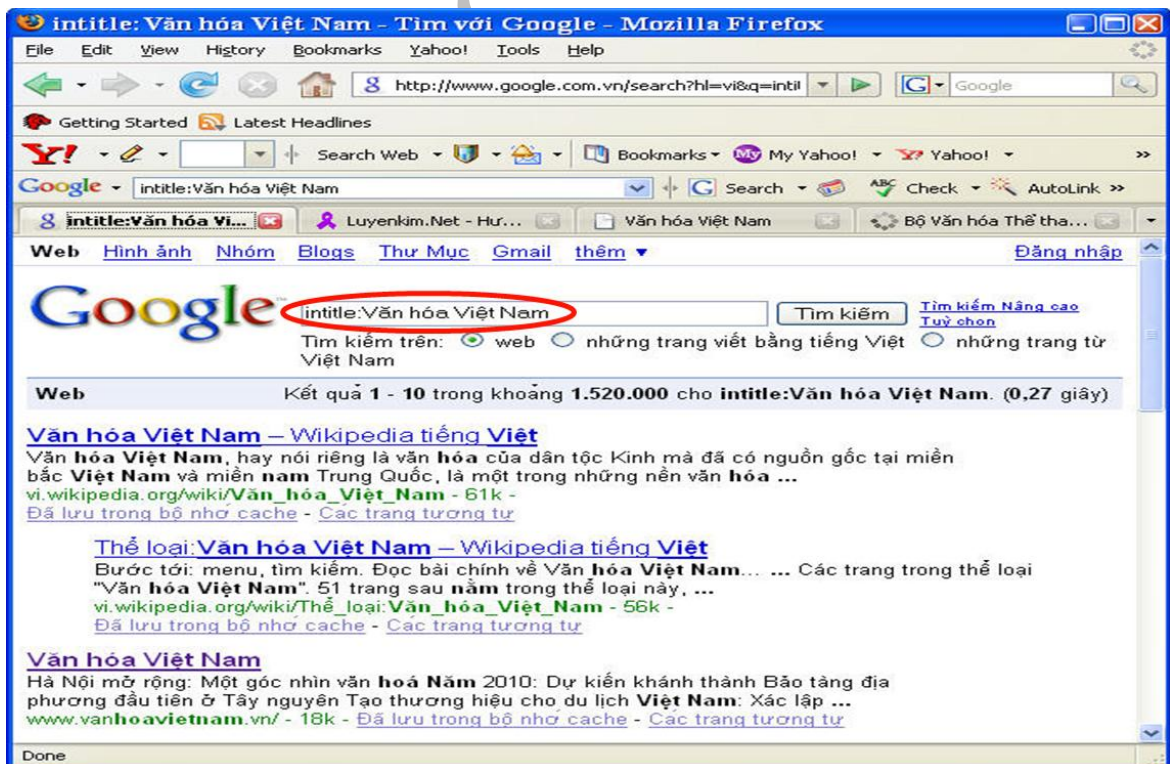 intitle: Văn hóa Việt Nam - Tìm với Google - Mozilla Firefox
File Edit View History Bookmarks Yahoo! Tools Help
http://www.google.com.vn/search?hl=vi&q=intitl Google
Getting Started Latest Headlines
Y! Search Web Bookmarks My Yahoo! Yahoo! »
Google intitle:Văn hóa Việt Nam Search Check AutoLink »
intitle:Văn hóa Vi... Luyenkim.Net - Hư... Văn hóa Việt Nam Bộ Văn hóa Thể tha...
Web Hình ảnh Nhóm Blogs Thư Mục Gmail thêm ▼ Đăng nhập
Google intitle:Văn hóa Việt Nam Tìm kiếm Tìm kiếm Nâng cao
Tuỳ chọn
Tìm kiếm trên: web những trang viết bằng tiếng Việt những trang từ
Việt Nam
Web Kết quả 1 - 10 trong khoảng 1.520.000 cho intitle:Văn hóa Việt Nam. (0,27 giây)
Văn hóa Việt Nam – Wikipedia tiếng Việt
Văn hóa Việt Nam, hay nói riêng là văn hóa của dân tộc Kinh mà đã có nguồn gốc tại miền
bắc Việt Nam và miền nam Trung Quốc, là một trong những nền văn hóa ...
vi.wikipedia.org/wiki/Văn_hóa_Việt_Nam - 61k -
Đã lưu trong bộ nhớ cache - Các trang tương tự
Thể loại:Văn hóa Việt Nam – Wikipedia tiếng Việt
Bước tới: menu, tìm kiếm. Đọc bài chính về Văn hóa Việt Nam... ... Các trang trong thể loại
"Văn hóa Việt Nam". 51 trang sau nằm trong thể loại này, ...
vi.wikipedia.org/wiki/Thể_loại:Văn_hóa_Việt_Nam - 56k -
Đã lưu trong bộ nhớ cache - Các trang tương tự
Văn hóa Việt Nam
Hà Nội mở rộng: Một góc nhìn văn hoá Năm 2010: Dự kiến khánh thành Bảo tàng địa
phương đầu tiên ở Tây nguyên Tạo thương hiệu cho du lịch Việt Nam: Xác lập ...
www.vanhoavietnam.vn/ - 18k - Đã lưu trong bộ nhớ cache - Các trang tương tự
Done